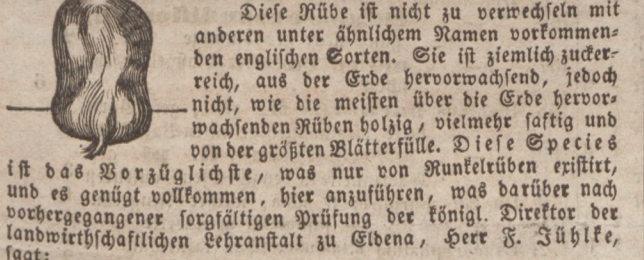 Diese Rübe ist nicht zu verwechseln mit
anderen unter ähnlichem Namen vorkommen=
den englischen Sorten. Sie ist ziemlich zucker=
reich, aus der Erde hervorwachsend, jedoch
nicht, wie die meisten über die Erde hervor=
wachsenden Rüben holzig, vielmehr saftig und
von der größten Blätterfülle. Diese Species
ist das Vorzüglichste, was nur von Runkelrüben existirt,
und es genügt vollkommen, hier anzuführen, was darüber nach
vorhergegangener sorgfältigen Prüfung der königl. Direktor der
landwirthschaftlichen Lehranstalt zu Eldena, Herr F. Jühlke,
sagt: